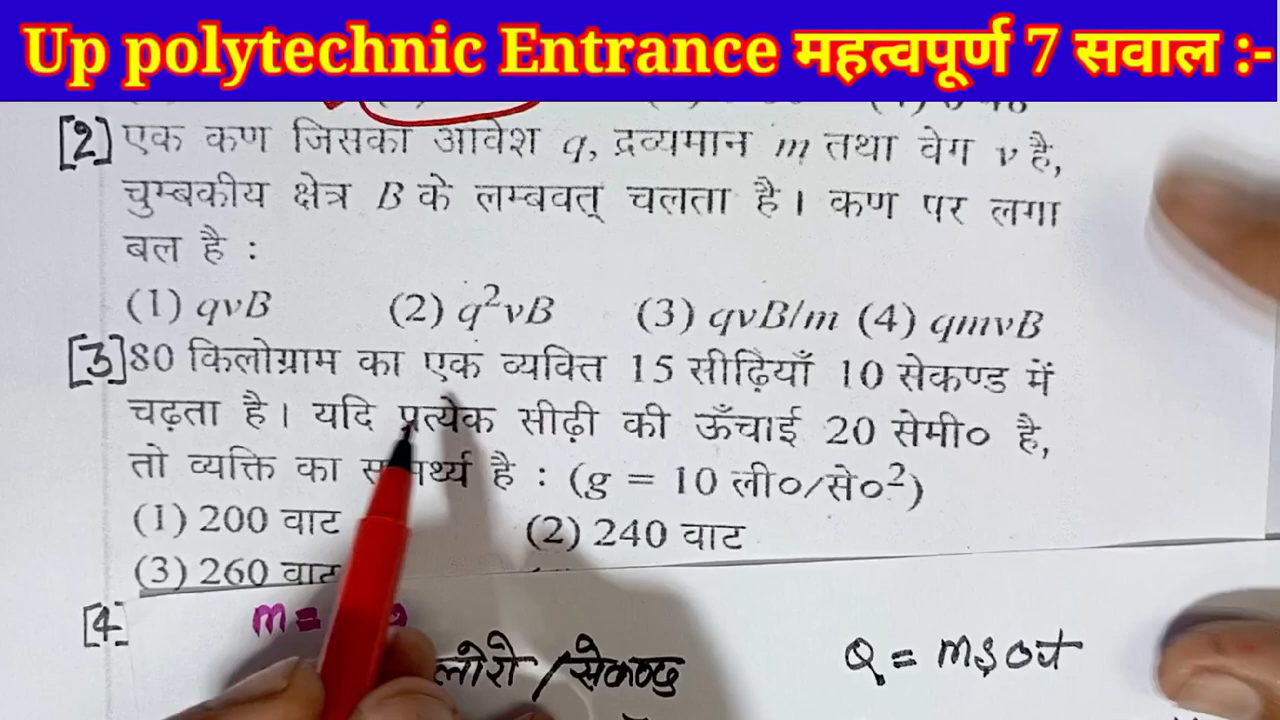 Up polytechnic Entrance महत्वपूर्ण 7 सवाल :-
[2] एक कण जिसका आवेश q, द्रव्यमान m तथा वेग v है,
चुम्बकीय क्षेत्र B के लम्बवत् चलता है। कण पर लगा
बल है :
(1) qvB (2) q²vB (3) qvB/m (4) qmvB
[3] 80 किलोग्राम का एक व्यक्ति 15 सीढ़ियाँ 10 सेकण्ड में
चढ़ता है। यदि प्रत्येक सीढ़ी की ऊँचाई 20 सेमी० है,
तो व्यक्ति का है : (g = 10 ली०/से०²)
(1) 200 वाट (2) 240 वाट
(3) 260 वाट
[4] m =
/सेकण्ड Q =